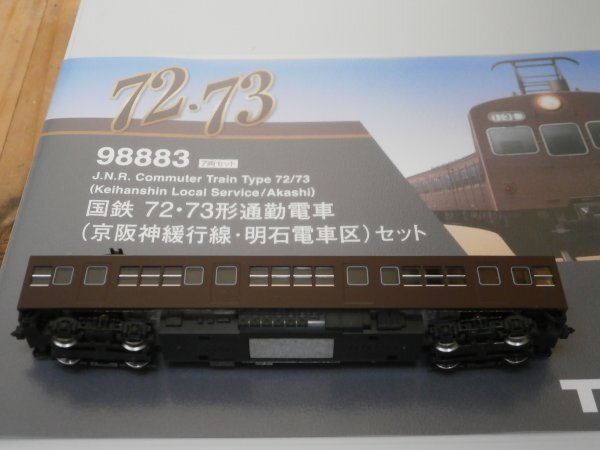 72・73
98883 7両セット
J.N.R. Commuter Train Type 72/73
(Keihanshin Local Service/Akashi)
国鉄 72・73形通勤電車
(京阪神緩行線・明石電車区)セット